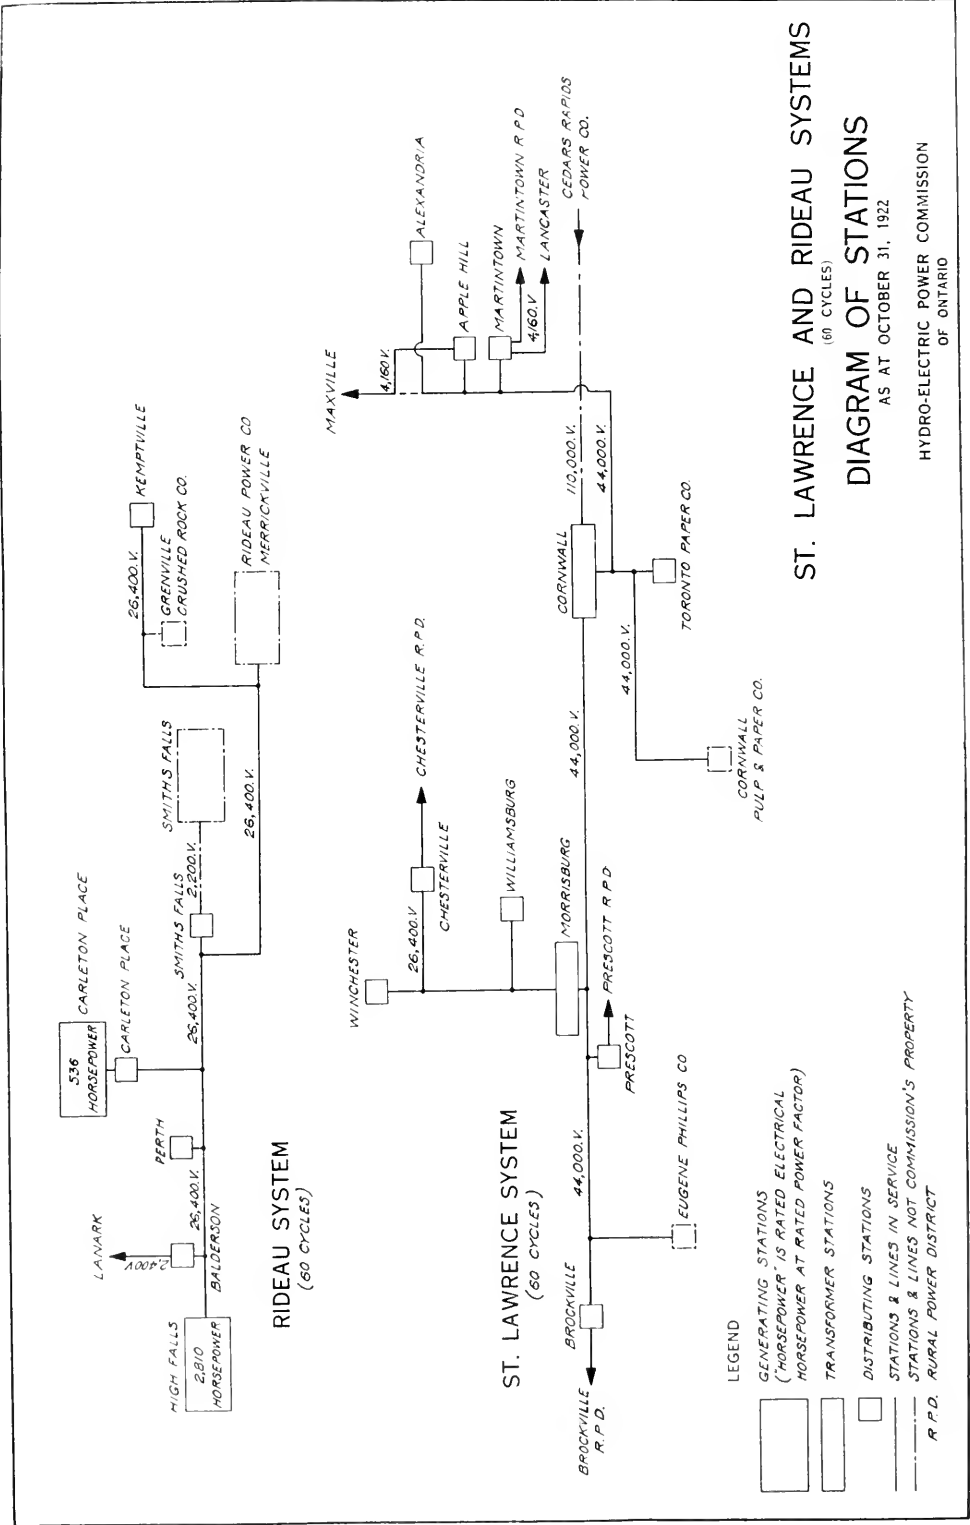 HIGH FALLS
2,810
HORSEPOWER
LANARK
2,400V
BALDERSON
26,400.V.
PERTH
536
HORSEPOWER
CARLETON PLACE
CARLETON PLACE
26,400.V.
SMITHS FALLS
2,200.V.
SMITHS FALLS
26,400.V.
26,400.V.
KEMPTVILLE
GRENVILLE
CRUSHED ROCK CO.
RIDEAU POWER CO
MERRICKVILLE
RIDEAU SYSTEM
(60 CYCLES)
MAXVILLE
4,160V.
ALEXANDRIA
APPLE HILL
MARTINTOWN
MARTINTOWN R P D
4,160.V
LANCASTER
CEDARS RAPIDS
POWER CO.
110,000.V.
44,000.V.
CORNWALL
TORONTO PAPER CO.
44,000.V.
CORNWALL
PULP & PAPER CO.
44,000.V.
WINCHESTER
26,400.V
CHESTERVILLE
CHESTERVILLE R.P.D.
WILLIAMSBURG
MORRISBURG
PRESCOTT R P D
PRESCOTT
44,000.V.
EUGENE PHILLIPS CO
BROCKVILLE
BROCKVILLE
R.P.D.
ST. LAWRENCE SYSTEM
(60 CYCLES)
LEGEND
GENERATING STATIONS
("HORSEPOWER" IS RATED ELECTRICAL
HORSEPOWER AT RATED POWER FACTOR)
TRANSFORMER STATIONS
DISTRIBUTING STATIONS
STATIONS & LINES IN SERVICE
STATIONS & LINES NOT COMMISSION'S PROPERTY
R P.D. RURAL POWER DISTRICT
ST. LAWRENCE AND RIDEAU SYSTEMS
(60 CYCLES)
DIAGRAM OF STATIONS
AS AT OCTOBER 31, 1922
HYDRO-ELECTRIC POWER COMMISSION
OF ONTARIO